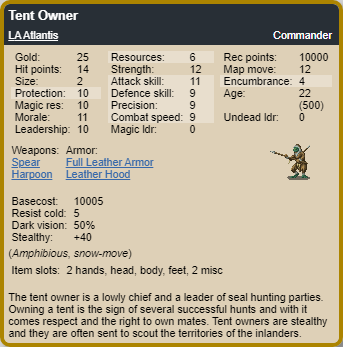 Tent Owner
LA Atlantis Commander
Gold: 25 Resources: 6 Rec points: 10000
Hit points: 14 Strength: 12 Map move: 12
Size: 2 Attack skill: 11 Encumbrance: 4
Protection: 10 Defence skill: 9 Age: 22
Magic res: 10 Precision: 9 (500)
Morale: 11 Combat speed: 9 Undead ldr: 0
Leadership: 10 Magic ldr: 0
Weapons: Armor:
Spear Full Leather Armor
Harpoon Leather Hood
Basecost: 10005
Resist cold: 5
Dark vision: 50%
Stealthy: +40
(Amphibious, snow-move)
Item slots: 2 hands, head, body, feet, 2 misc
The tent owner is a lowly chief and a leader of seal hunting parties.
Owning a tent is the sign of several successful hunts and with it
comes respect and the right to own mates. Tent owners are stealthy
and they are often sent to scout the territories of the inlanders.